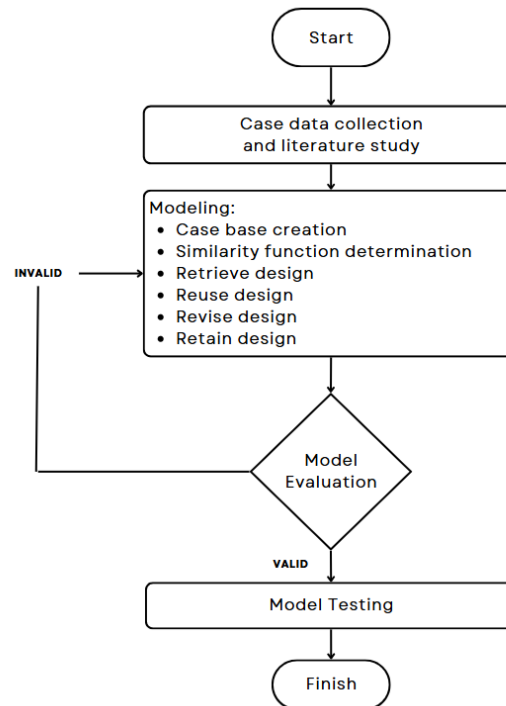 Start
Case data collection
and literature study
Modeling:
• Case base creation
• Similarity function determination
• Retrieve design
• Reuse design
• Revise design
• Retain design
INVALID
Model
Evaluation
VALID
Model Testing
Finish